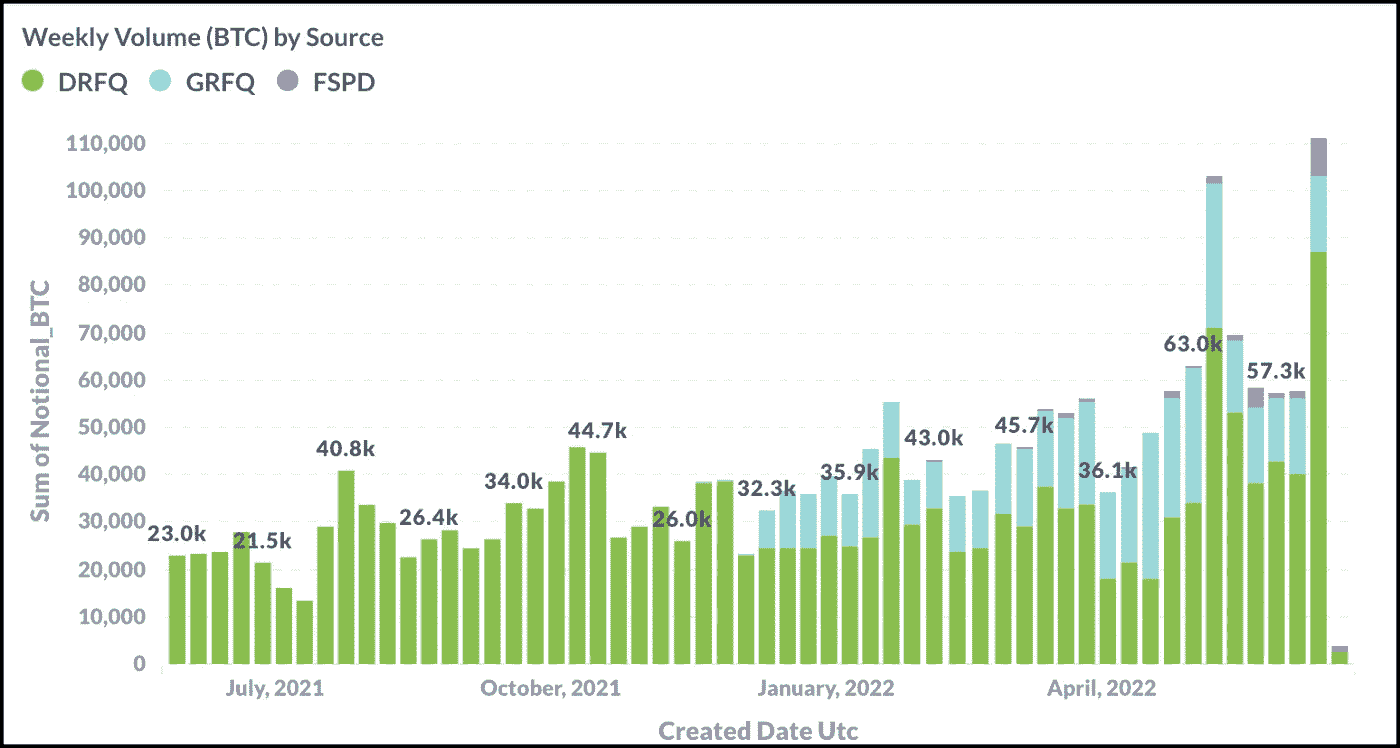 Weekly Volume (BTC) by Source
DRFQ GRFQ FSPD
110,000
100,000
90,000
80,000
70,000
60,000
50,000
40,000
30,000
20,000
10,000
0
Sum of Notional_BTC
23.0k
21.5k
40.8k
26.4k
34.0k
44.7k
26.0k
32.3k
35.9k
43.0k
45.7k
36.1k
63.0k
57.3k
July, 2021 October, 2021 January, 2022 April, 2022
Created Date Utc